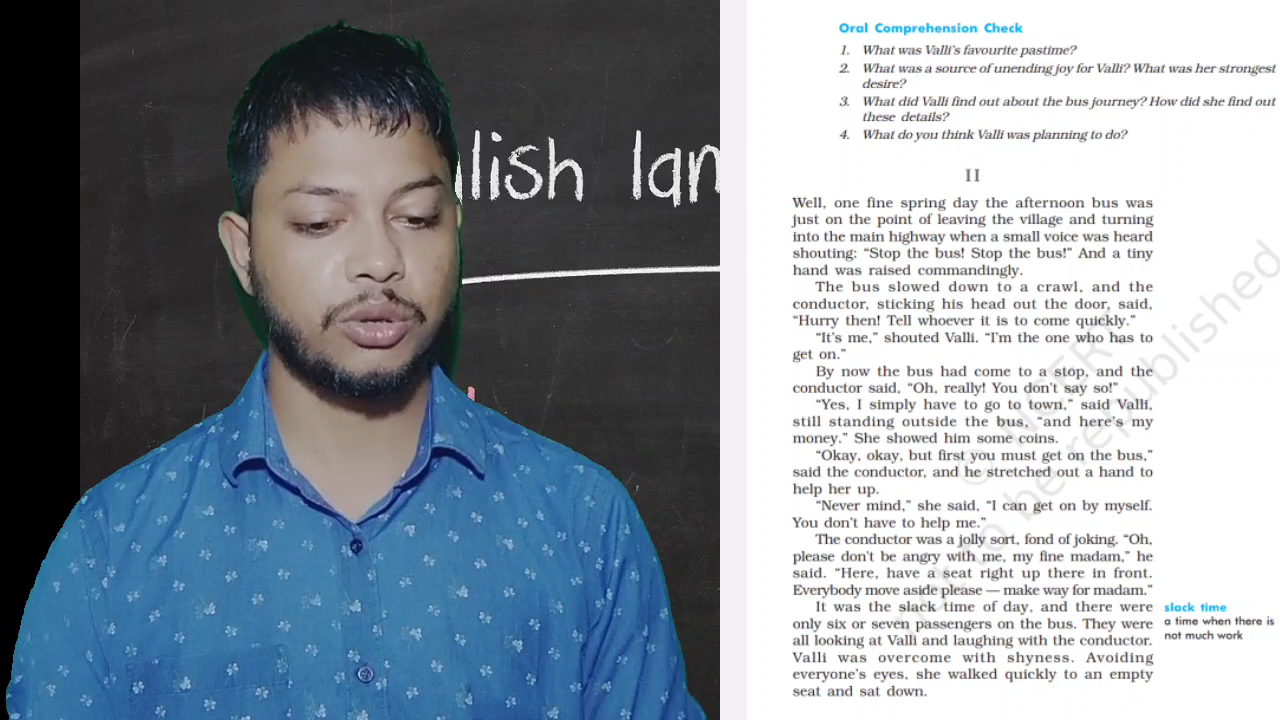 lish lan
Oral Comprehension Check
1. What was Valli's favourite pastime?
2. What was a source of unending joy for Valli? What was her strongest
desire?
3. What did Valli find out about the bus journey? How did she find out
these details?
4. What do you think Valli was planning to do?
II
Well, one fine spring day the afternoon bus was
just on the point of leaving the village and turning
into the main highway when a small voice was heard
shouting: “Stop the bus! Stop the bus!” And a tiny
hand was raised commandingly.
The bus slowed down to a crawl, and the
conductor, sticking his head out the door, said,
“Hurry then! Tell whoever it is to come quickly.”
“It's me,” shouted Valli. “I'm the one who has to
get on.”
By now the bus had come to a stop, and the
conductor said, “Oh, really! You don't say so!”
“Yes, I simply have to go to town,” said Valli,
still standing outside the bus, “and here's my
money.” She showed him some coins.
“Okay, okay, but first you must get on the bus,”
said the conductor, and he stretched out a hand to
help her up.
“Never mind,” she said, “I can get on by myself.
You don't have to help me.”
The conductor was a jolly sort, fond of joking. “Oh,
please don't be angry with me, my fine madam,” he
said. “Here, have a seat right up there in front.
Everybody move aside please — make way for madam.”
It was the slack time of day, and there were
only six or seven passengers on the bus. They were
all looking at Valli and laughing with the conductor.
Valli was overcome with shyness. Avoiding
everyone's eyes, she walked quickly to an empty
seat and sat down.
slack time
a time when there is
not much work
© NCERT
not to be republished